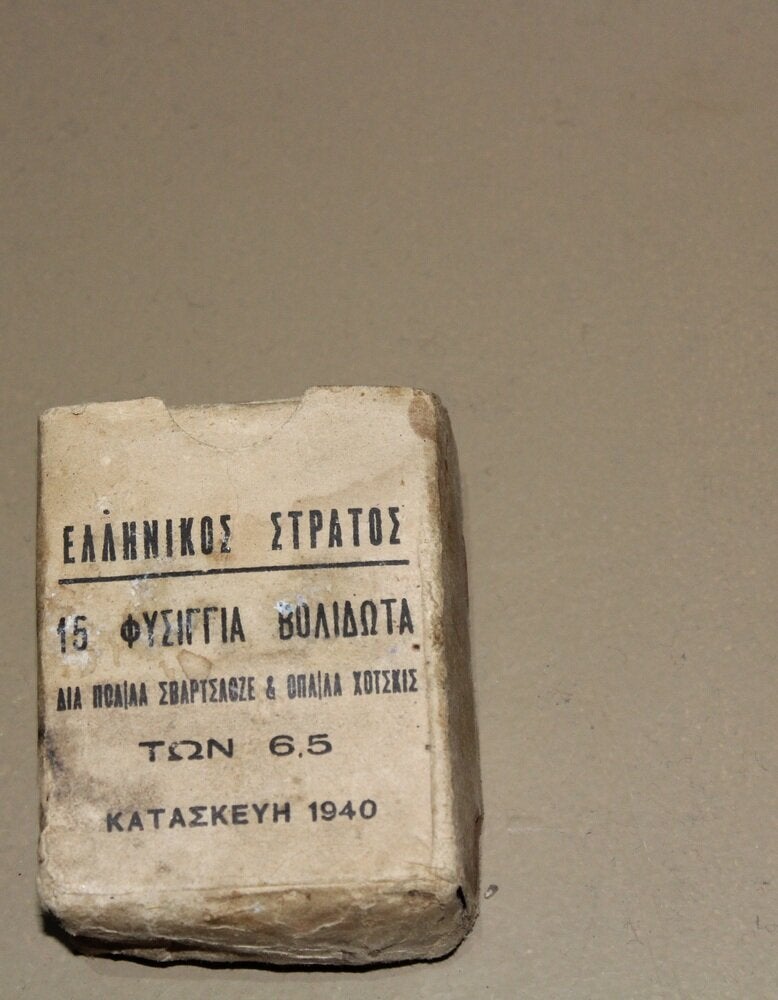 ΕΛΛΗΝΙΚΟΣ ΣΤΡΑΤΟΣ
15 ΦΥΣΙΓΓΙΑ ΒΟΛΙΔΩΤΑ
ΔΙΑ ΠΟΛ/ΛΑ ΣΒΑΡΤΣΛΟΖΕ & ΟΠΛ/ΛΑ ΧΟΤΣΚΙΣ
ΤΩΝ 6,5
ΚΑΤΑΣΚΕΥΗ 1940